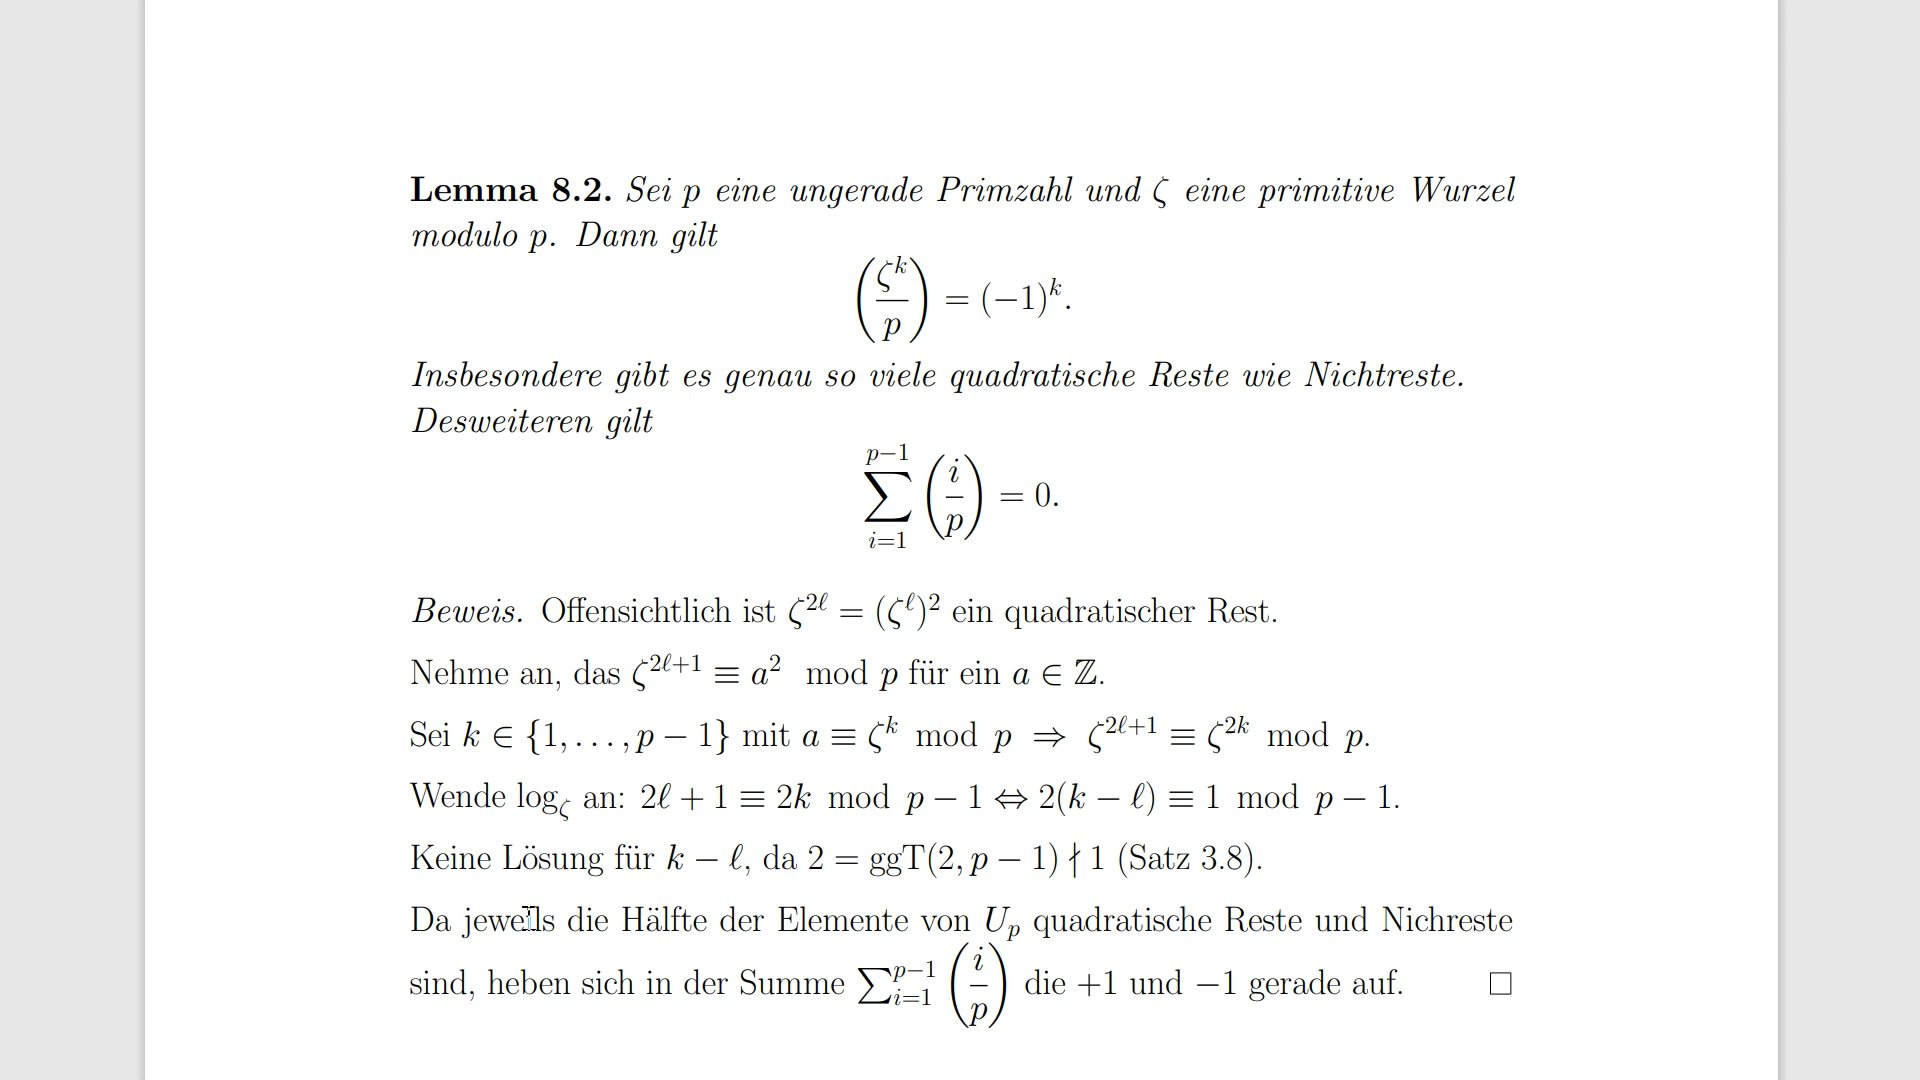 Lemma 8.2. Sei p eine ungerade Primzahl und ζ eine primitive Wurzel
modulo p. Dann gilt
(ζ^k / p) = (−1)^k.
Insbesondere gibt es genau so viele quadratische Reste wie Nichtreste.
Desweiteren gilt
∑_{i=1}^{p−1} (i / p) = 0.
Beweis. Offensichtlich ist ζ^{2ℓ} = (ζ^ℓ)^2 ein quadratischer Rest.
Nehme an, das ζ^{2ℓ+1} ≡ a^2 mod p für ein a ∈ ℤ.
Sei k ∈ {1, . . . , p − 1} mit a ≡ ζ^k mod p ⇒ ζ^{2ℓ+1} ≡ ζ^{2k} mod p.
Wende log_ζ an: 2ℓ + 1 ≡ 2k mod p − 1 ⇔ 2(k − ℓ) ≡ 1 mod p − 1.
Keine Lösung für k − ℓ, da 2 = ggT(2, p − 1) ∤ 1 (Satz 3.8).
Da jeweils die Hälfte der Elemente von U_p quadratische Reste und Nichreste
sind, heben sich in der Summe ∑_{i=1}^{p−1} (i / p) die +1 und −1 gerade auf. □